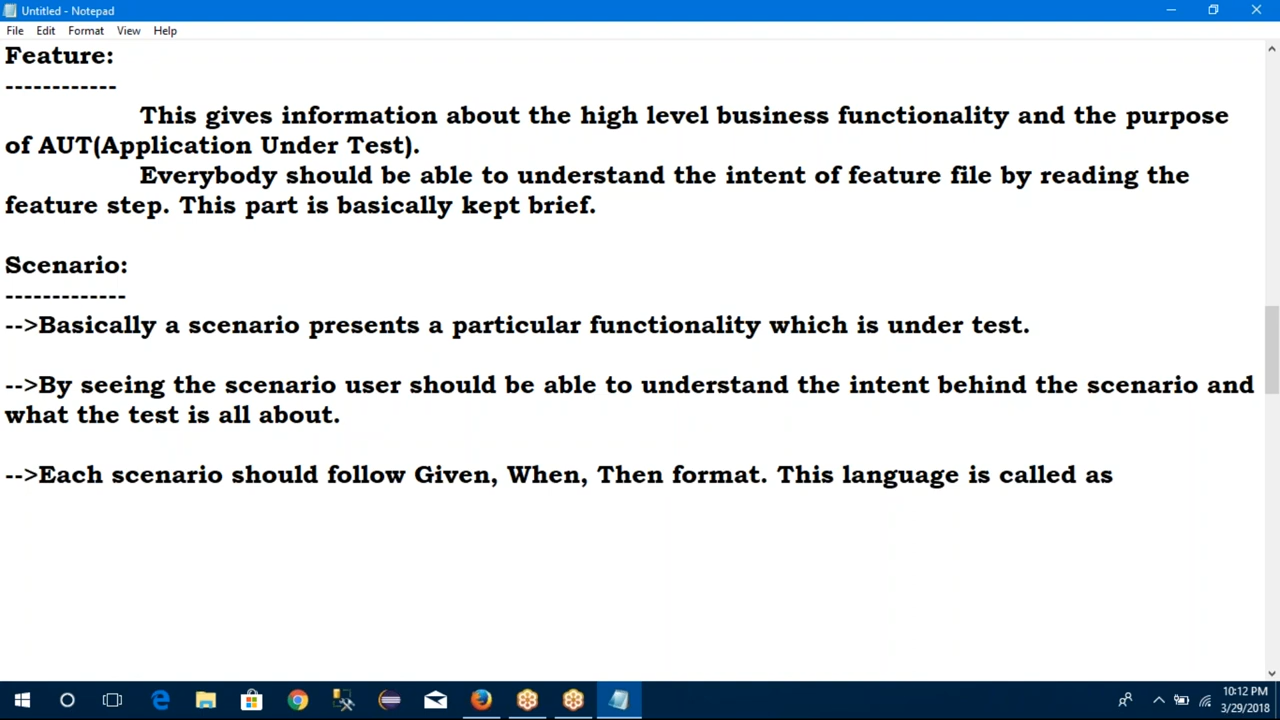 Untitled - Notepad
File Edit Format View Help
Feature:
------------
This gives information about the high level business functionality and the purpose
of AUT(Application Under Test).
Everybody should be able to understand the intent of feature file by reading the
feature step. This part is basically kept brief.
Scenario:
-------------
-->Basically a scenario presents a particular functionality which is under test.
-->By seeing the scenario user should be able to understand the intent behind the scenario and
what the test is all about.
-->Each scenario should follow Given, When, Then format. This language is called as
10:12 PM
3/29/2018